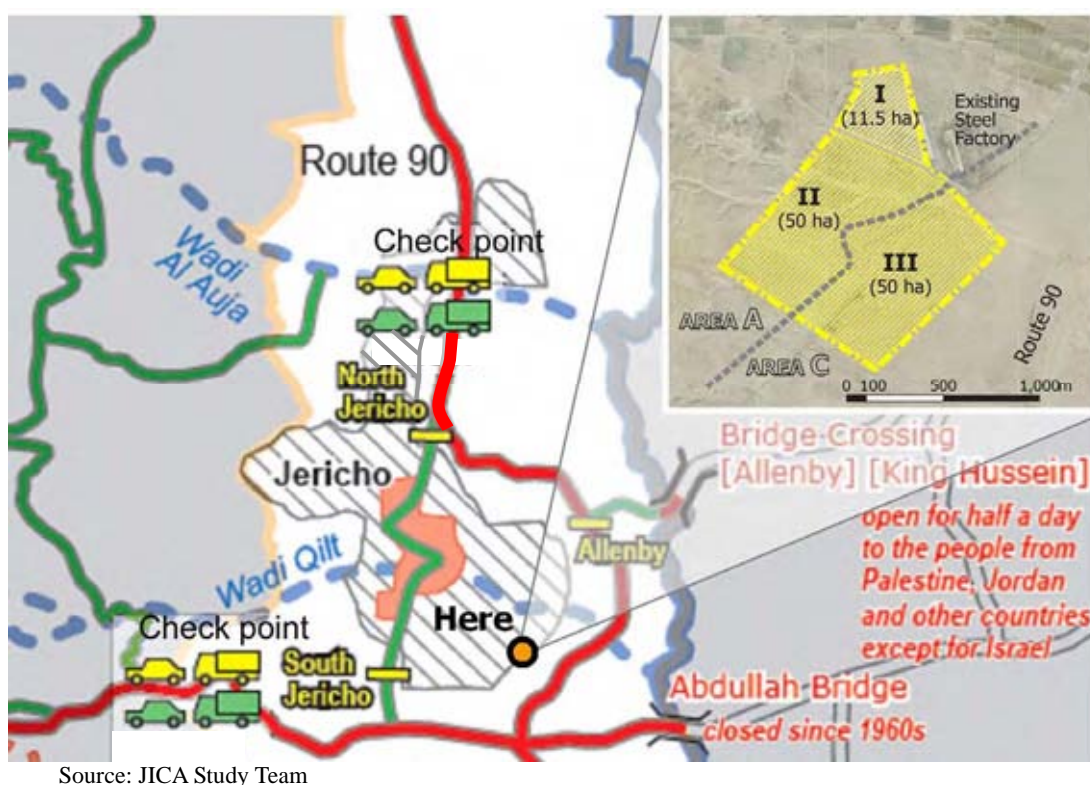 Route 90
Check point
Wadi
Al Auja
North
Jericho
Jericho
Wadi Qilt
Allenby
Here
Check point
South
Jericho
Bridge-Crossing
[Allenby] [King Hussein]
open for half a day
to the people from
Palestine, Jordan
and other countries
except for Israel
Abdullah Bridge
closed since 1960s
I
(11.5 ha)
Existing
Steel
Factory
II
(50 ha)
III
(50 ha)
AREA A
AREA C
Route 90
0 100 500 1,000m
Source: JICA Study Team